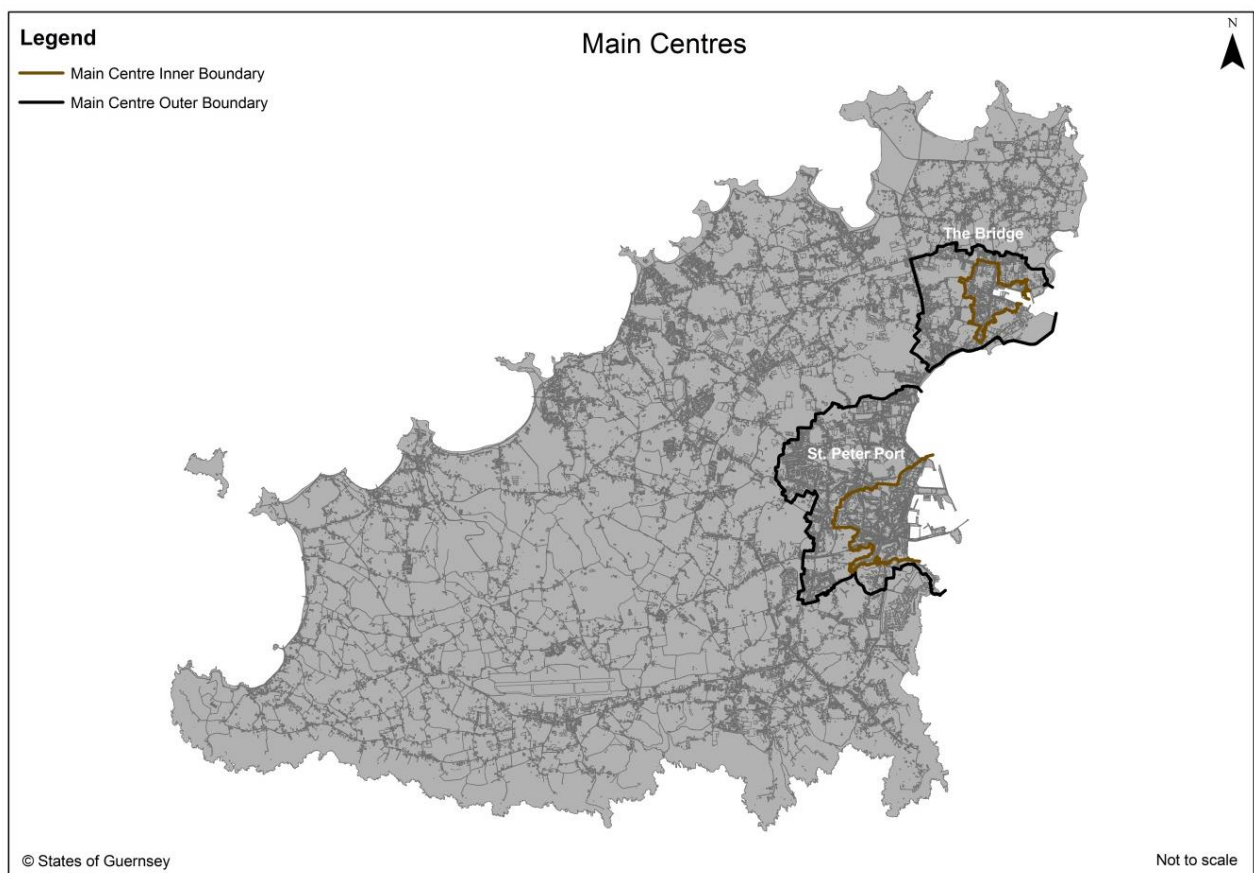 Legend
Main Centres
N
Main Centre Inner Boundary
Main Centre Outer Boundary
The Bridge
St. Peter Port
© States of Guernsey
Not to scale